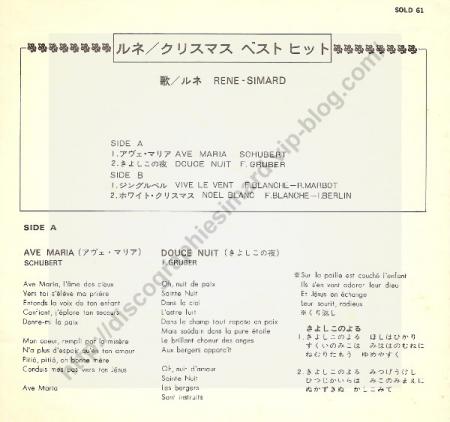 SOLD 61
ルネ／クリスマス ベスト ヒット
歌／ルネ RENE-SIMARD
SIDE A
1.アヴェ・マリア AVE MARIA SCHUBERT
2.きよしこの夜 DOUCE NUIT F.GRUBER
SIDE B
1.ジングルベル VIVE LE VENT F.BLANCHE-R.MARBOT
2.ホワイト・クリスマス NOEL BLANC F.BLANCHE-I.BERLIN
SIDE A
AVE MARIA (アヴェ・マリア)
SCHUBERT
Ave Maria, l'âme des cieux
Vers toi s'élève ma prière
Entends la voix de ton enfant
j'éplore ton secours
Donne-moi la paix
Mon coeur, rempli par la misère
N'a plus d'espoir qu'en ton amour
Pitié, pitié, oh bonne mère
Conduis mes pas vers ton Jésus
Ave Maria
DOUCE NUIT (きよしこの夜)
F.GRUBER
Oh, nuit de paix
Sainte Nuit
Dans le ciel
L'astre luit
Dans le champ tout repose en paix
Mais soudain dans la pure étoile
Le brillant choeur des anges
Aux bergers apparaît
Oh, nuit d'amour
Sainte Nuit
Les bergers
Sont instruits
※Sur la paille est couché l'enfant
Ils s'en vont adorer leur dieu
Et Jésus en échange
Leur sourit, radieux
※くり返し
きよしこのよる
1.きよしこのよる ほしはひかり
すくいのみこは みははのむねに
ねむりたもう ゆめやすく
2.きよしこのよる みつげうけし
ひつじかいらは みこのみまえに
ぬかずきぬ かしこみて
http://discographiesimardrsip-blog.com/